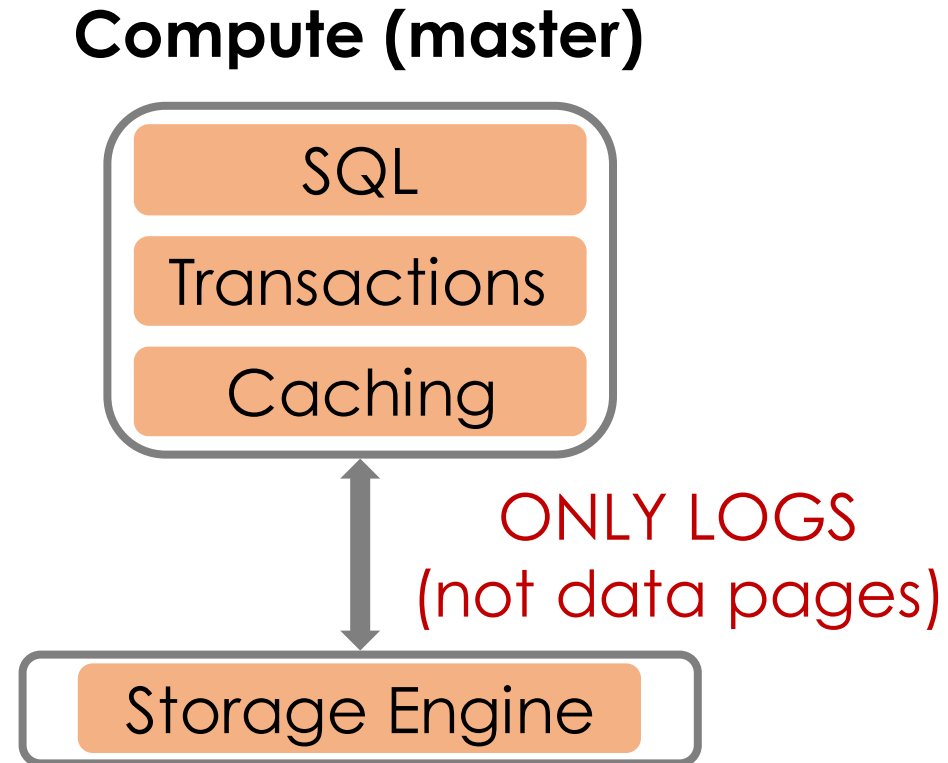 Compute (master)
SQL
Transactions
Caching
ONLY LOGS
(not data pages)
Storage Engine